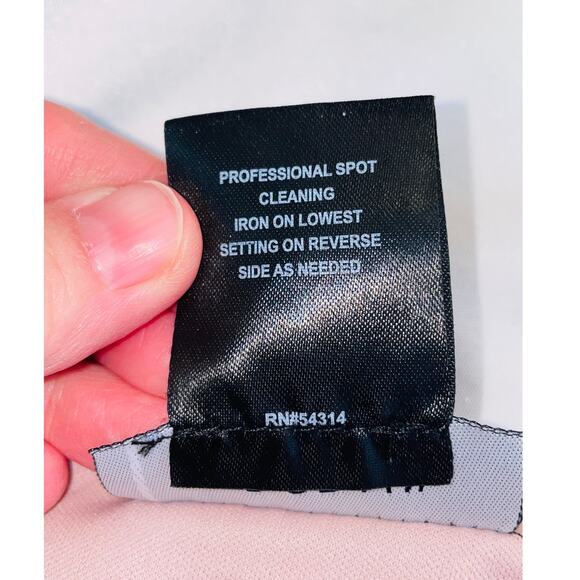 PROFESSIONAL SPOT
CLEANING
IRON ON LOWEST
SETTING ON REVERSE
SIDE AS NEEDED
RN#54314